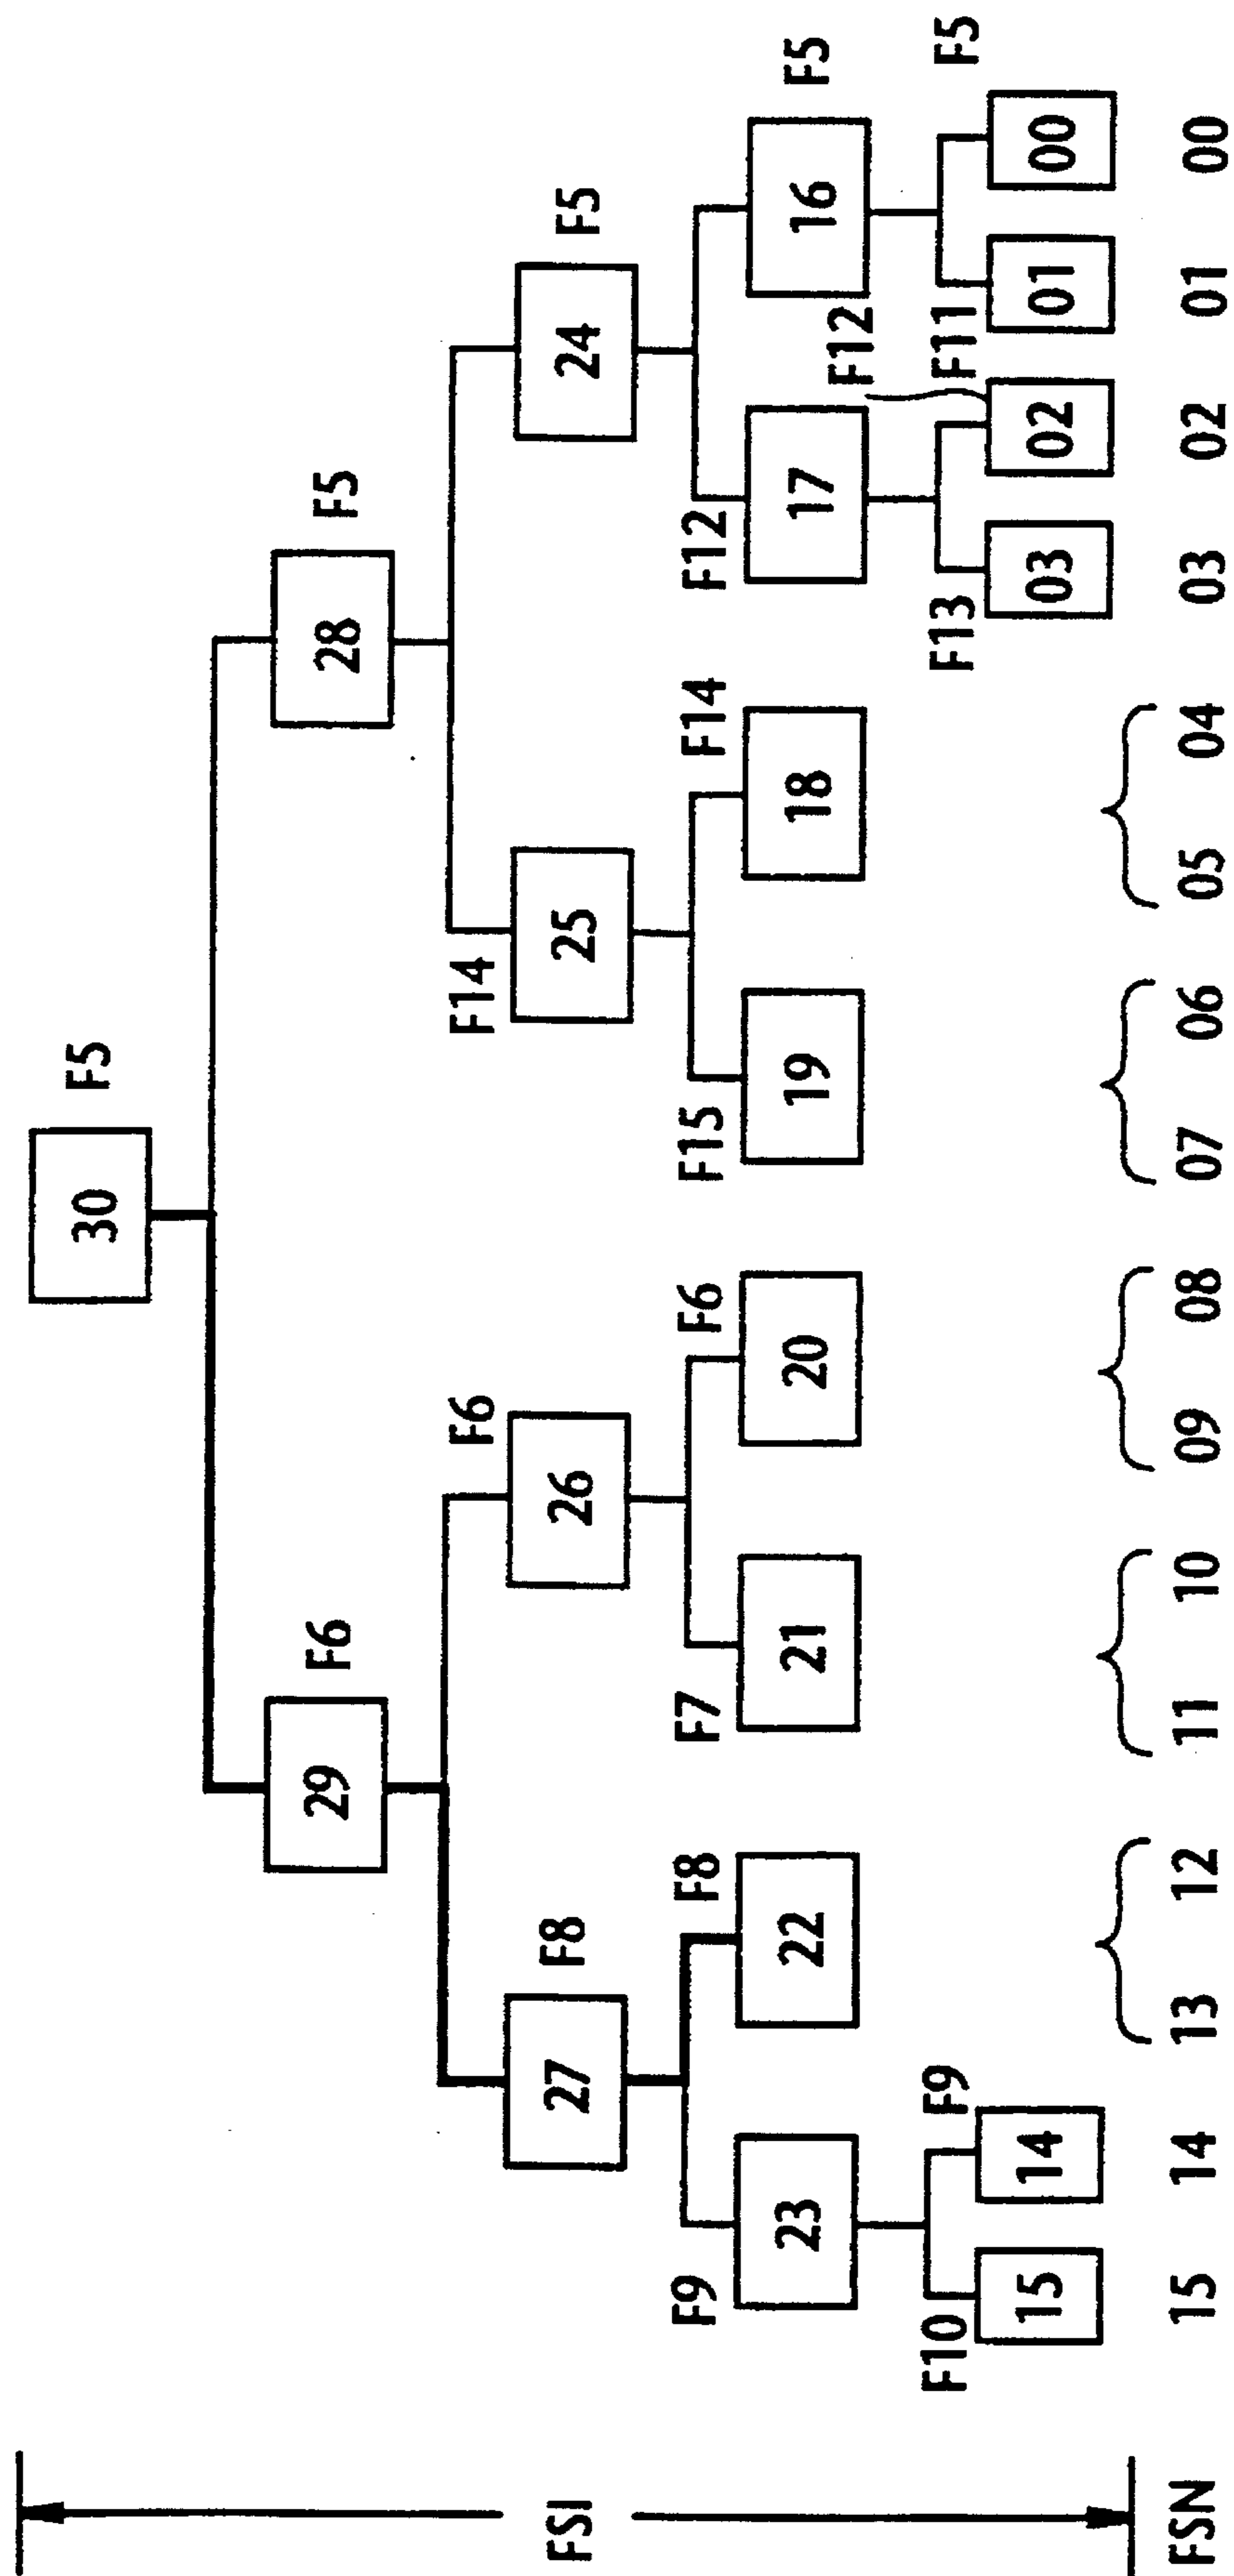 30 F5
29 F6
28 F5
27 F8
F6 26
F14 25
24 F5
F9 23
F8 22
F7 21
F6 20
F15 19
F14 18
F12 17
16 F5
F10 15
F9 14
F13 03
F12 02
F11 01
00 F5
FSI
FSN 15 14 13 12 11 10 09 08 07 06 05 04 03 02 01 00